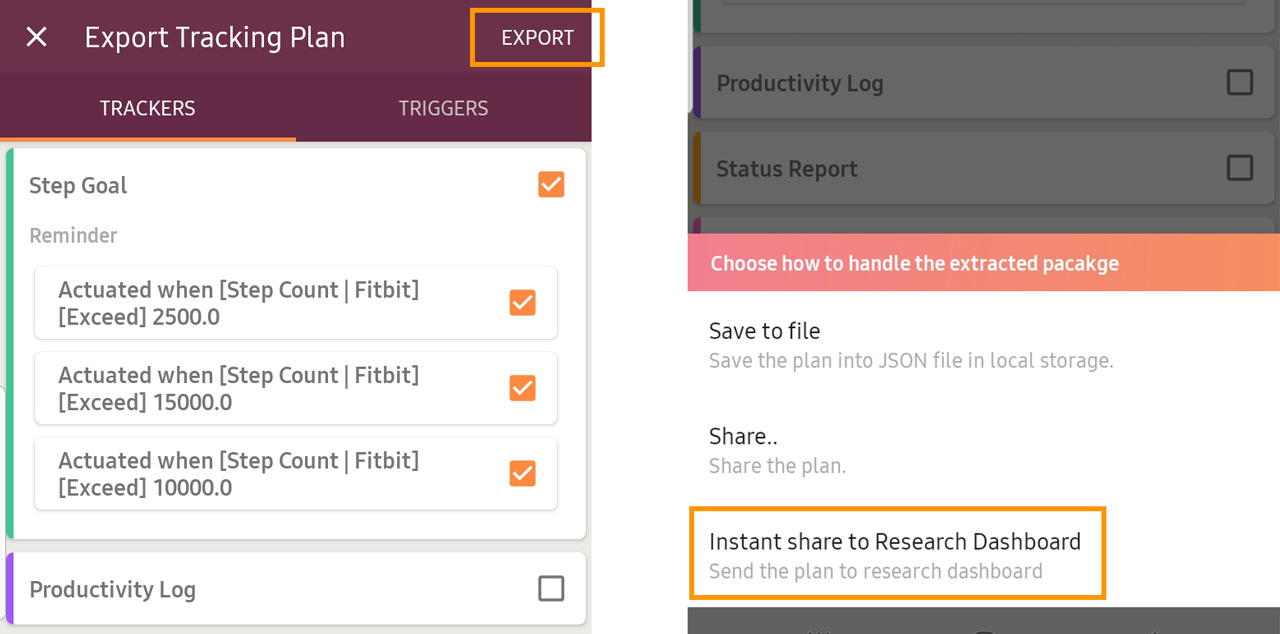 Export Tracking Plan
EXPORT
TRACKERS
TRIGGERS
Step Goal
Reminder
Actuated when [Step Count | Fitbit]
[Exceed] 2500.0
Actuated when [Step Count | Fitbit]
[Exceed] 15000.0
Actuated when [Step Count | Fitbit]
[Exceed] 10000.0
Productivity Log
Productivity Log
Status Report
Choose how to handle the extracted pacakge
Save to file
Save the plan into JSON file in local storage.
Share..
Share the plan.
Instant share to Research Dashboard
Send the plan to research dashboard